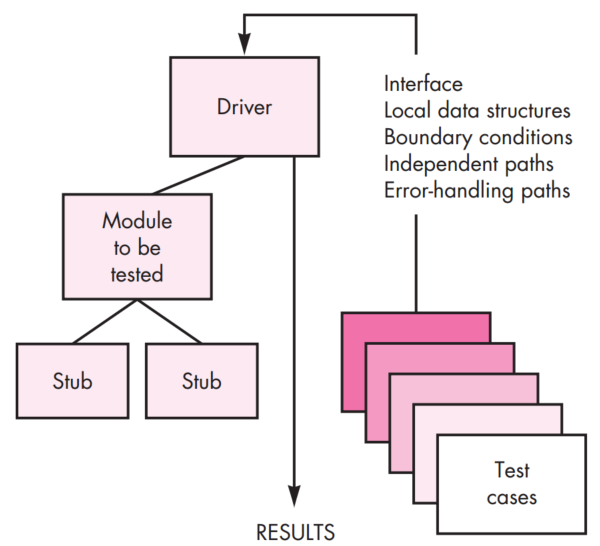 Driver
Interface
Local data structures
Boundary conditions
Independent paths
Error-handling paths
Module
to be
tested
Stub
Stub
Test
cases
RESULTS